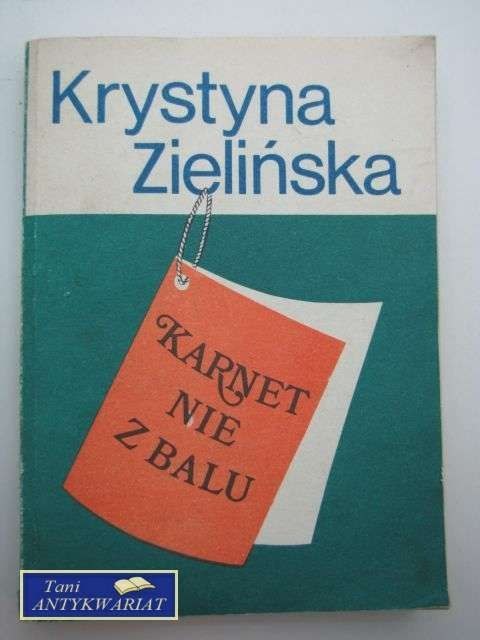 Krystyna
Zielińska
KARNET
NIE
Z BALU
Tani
ANTYKWARIAT